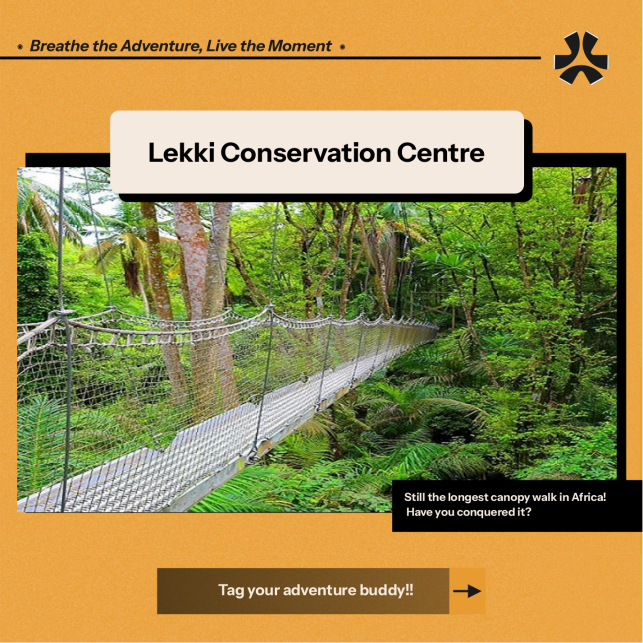 Breathe the Adventure, Live the Moment
Lekki Conservation Centre
Still the longest canopy walk in Africa!
Have you conquered it?
Tag your adventure buddy!!